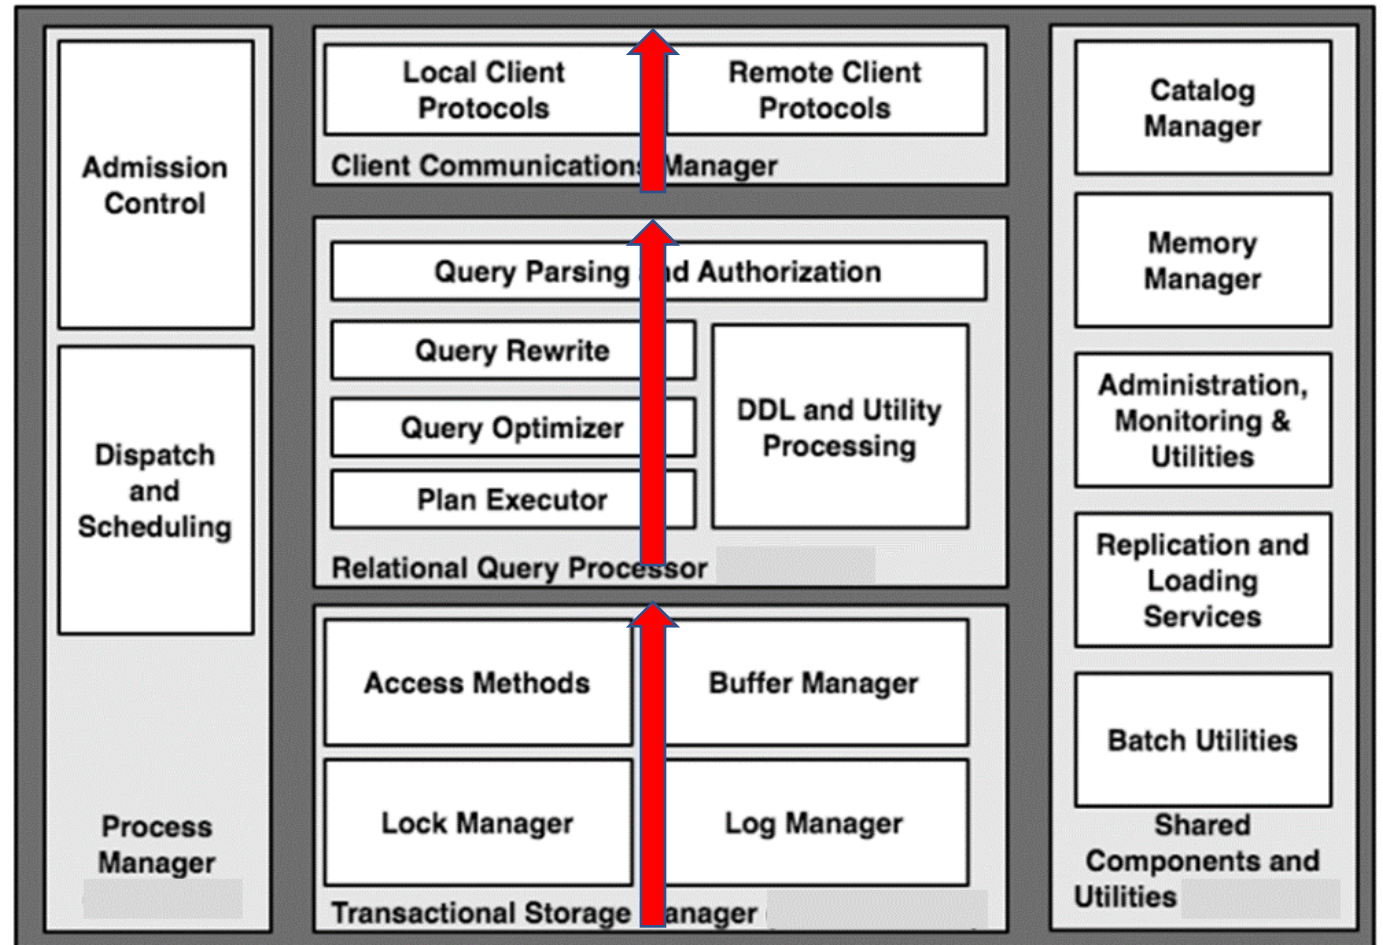 Admission
Control
Dispatch
and
Scheduling
Process
Manager
Local Client
Protocols
Remote Client
Protocols
Client Communications Manager
Query Parsing and Authorization
Query Rewrite
Query Optimizer
Plan Executor
DDL and Utility
Processing
Relational Query Processor
Access Methods
Buffer Manager
Lock Manager
Log Manager
Transactional Storage Manager
Catalog
Manager
Memory
Manager
Administration,
Monitoring &
Utilities
Replication and
Loading
Services
Batch Utilities
Shared
Components and
Utilities